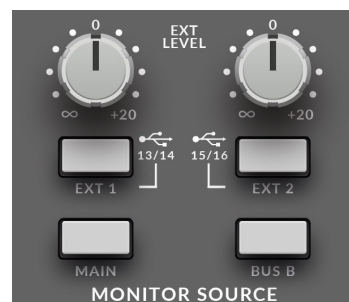 0 EXT 0
LEVEL
∞ +20 ∞ +20
13/14 15/16
EXT 1 EXT 2
MAIN BUS B
MONITOR SOURCE